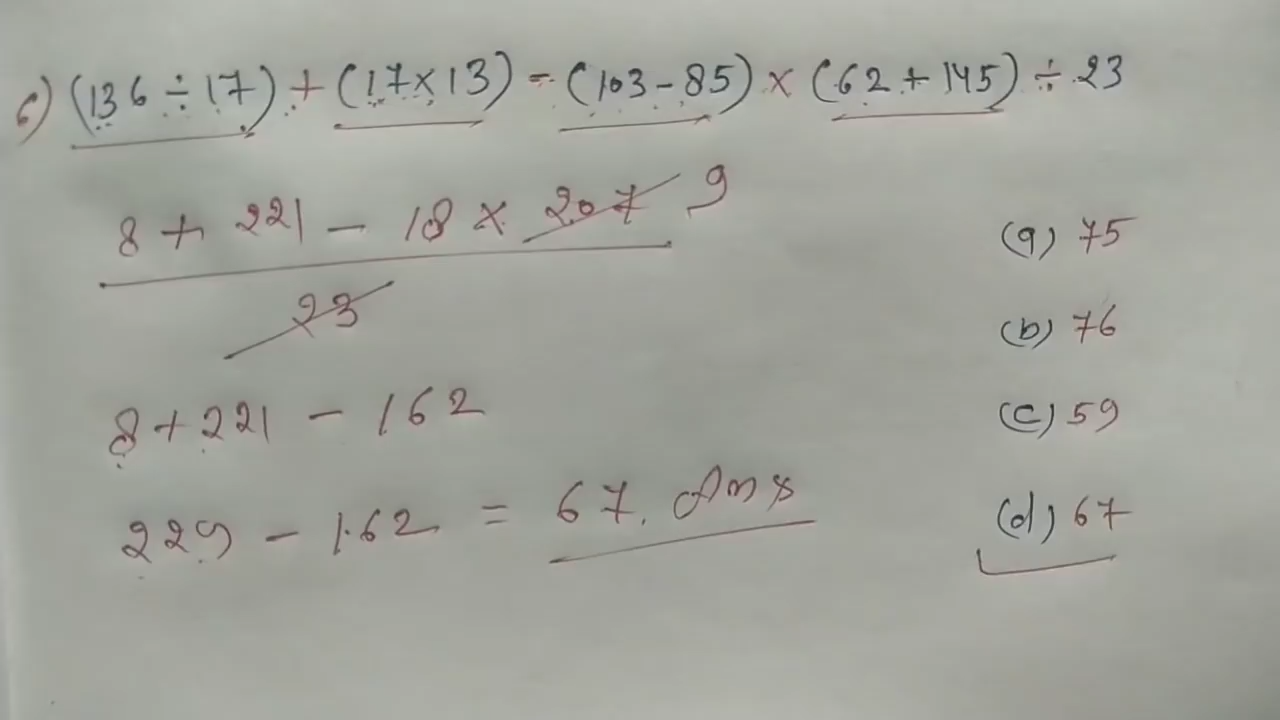 6) (136 ÷ 17) + (17 × 13) - (103 - 85) × (62 + 145) ÷ 23
8 + 221 - 18 × 207 9
23
8 + 221 - 162
229 - 162 = 67. Ans
(a) 75
(b) 76
(c) 59
(d) 67